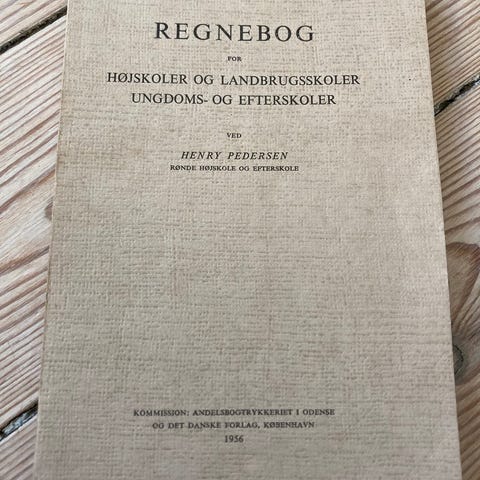 REGNEBOG
FOR
HØJSKOLER OG LANDBRUGSSKOLER
UNGDOMS- OG EFTERSKOLER
VED
HENRY PEDERSEN
RØNDE HØJSKOLE OG EFTERSKOLE
KOMMISSION: ANDELSBOGTRYKKERIET I ODENSE
OG DET DANSKE FORLAG, KØBENHAVN
1956